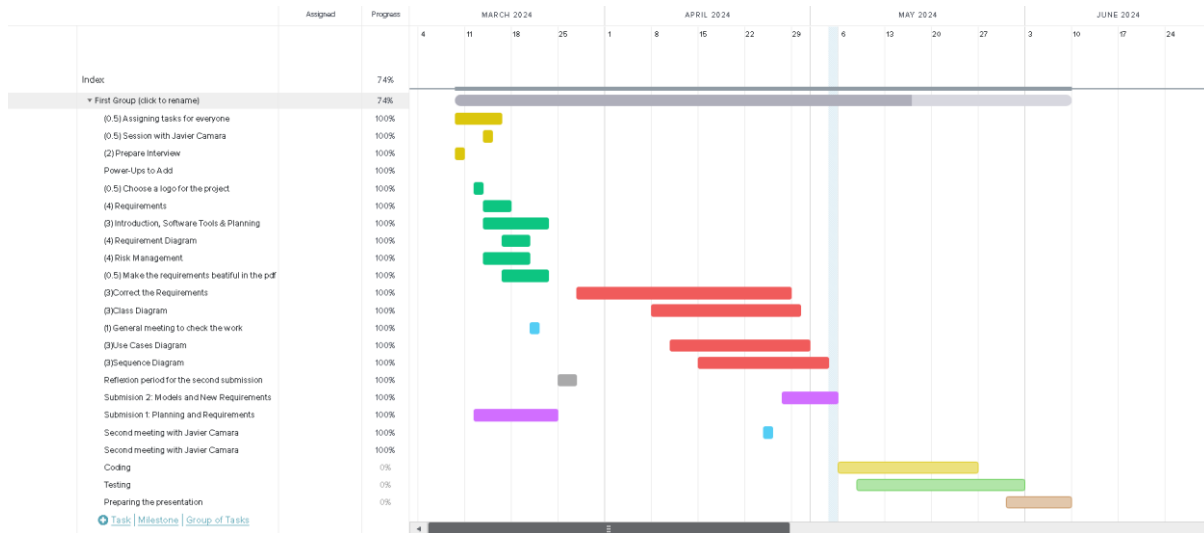 Assigned Progress MARCH 2024 APRIL 2024 MAY 2024 JUNE 2024
4 11 18 25 1 8 15 22 29 6 13 20 27 3 10 17 24
Index 74%
First Group (click to rename) 74%
(0.5) Assigning tasks for everyone 100%
(0.5) Session with Javier Camara 100%
(2) Prepare Interview 100%
Power-Ups to Add 100%
(0.5) Choose a logo for the project 100%
(4) Requirements 100%
(3) Introduction, Software Tools & Planning 100%
(4) Requirement Diagram 100%
(4) Risk Management 100%
(0.5) Make the requirements beatiful in the pdf 100%
(3)Correct the Requirements 100%
(3)Class Diagram 100%
(1) General meeting to check the work 100%
(3)Use Cases Diagram 100%
(3)Sequence Diagram 100%
Reflexion period for the second submission 100%
Submision 2: Models and New Requirements 100%
Submision 1: Planning and Requirements 100%
Second meeting with Javier Camara 100%
Second meeting with Javier Camara 100%
Coding 0%
Testing 0%
Preparing the presentation 0%
Task | Milestone | Group of Tasks